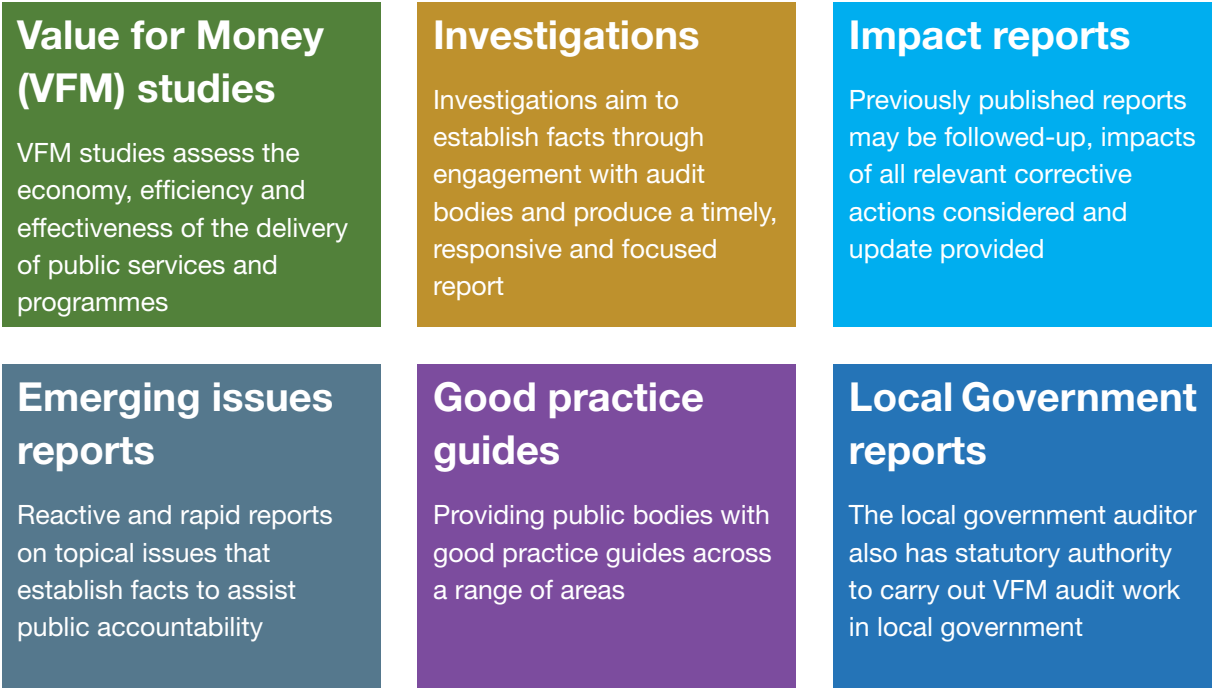 Value for Money
(VFM) studies
VFM studies assess the
economy, efficiency and
effectiveness of the delivery
of public services and
programmes
Investigations
Investigations aim to
establish facts through
engagement with audit
bodies and produce a timely,
responsive and focused
report
Impact reports
Previously published reports
may be followed-up, impacts
of all relevant corrective
actions considered and
update provided
Emerging issues
reports
Reactive and rapid reports
on topical issues that
establish facts to assist
public accountability
Good practice
guides
Providing public bodies with
good practice guides across
a range of areas
Local Government
reports
The local government auditor
also has statutory authority
to carry out VFM audit work
in local government